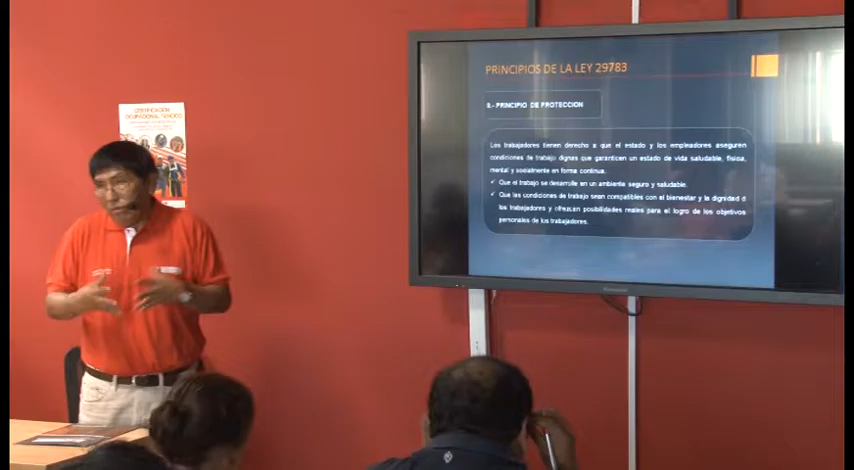 CERTIFICACIÓN
OCUPACIONAL TÉCNICO
PRINCIPIOS DE LA LEY 29783
PRINCIPIO DE PROTECCION
Los trabajadores tienen derecho a que el estado y los empleadores aseguren
condiciones de trabajo dignas que garanticen un estado de vida saludable, física,
mental y socialmente en forma continua.
✓ Que el trabajo se desarrolle en un ambiente seguro y saludable.
✓ Que las condiciones de trabajo sean compatibles con el bienestar y la dignidad d
los trabajadores y ofrezcan posibilidades reales para el logro de los objetivos
personales de los trabajadores.